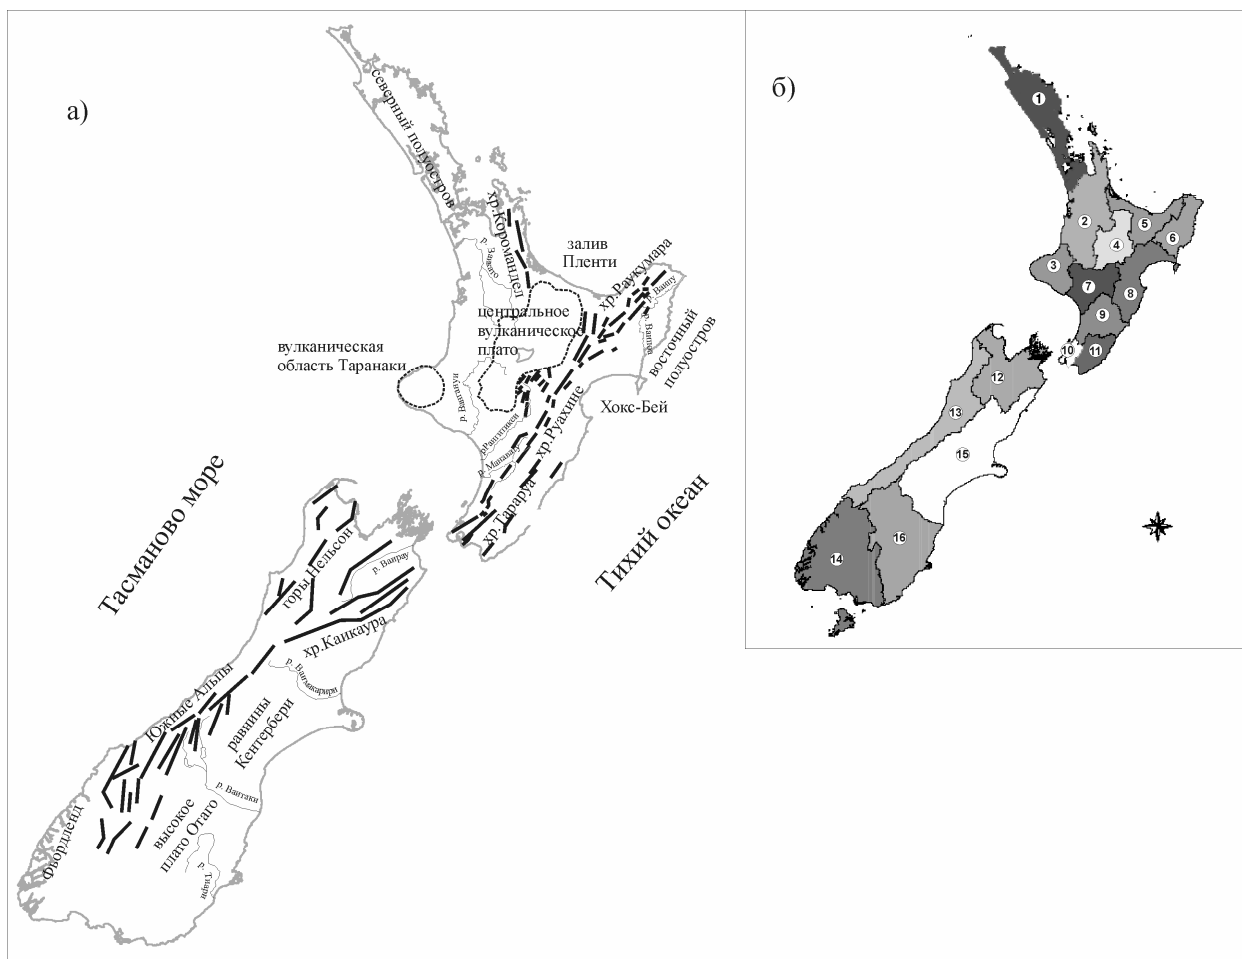 а)
северный полуостров
хр.Коромандел
р. Ваикато
залив
Пленти
хр.Раукумара
р. Ваипу
р. Ваипоа
восточный
полуостров
центральное
вулканическое
плато
вулканическая
область Таранаки
р. Вангануи
Хокс-Бей
р.Рангитикеи
р. Манавату
хр.Руахине
хр.Тараруа
Тасманово море
Тихий океан
горы Нельсон
р. Ваирау
хр.Каикаура
р. Ваимакарири
Южные Альпы
равнины
Кентербери
р. Ваитаки
высокое
плато Отаго
р. Тиари
Фьордленд
б)
1
2
3
4
5
6
7
8
9
10
11
12
13
15
16
14